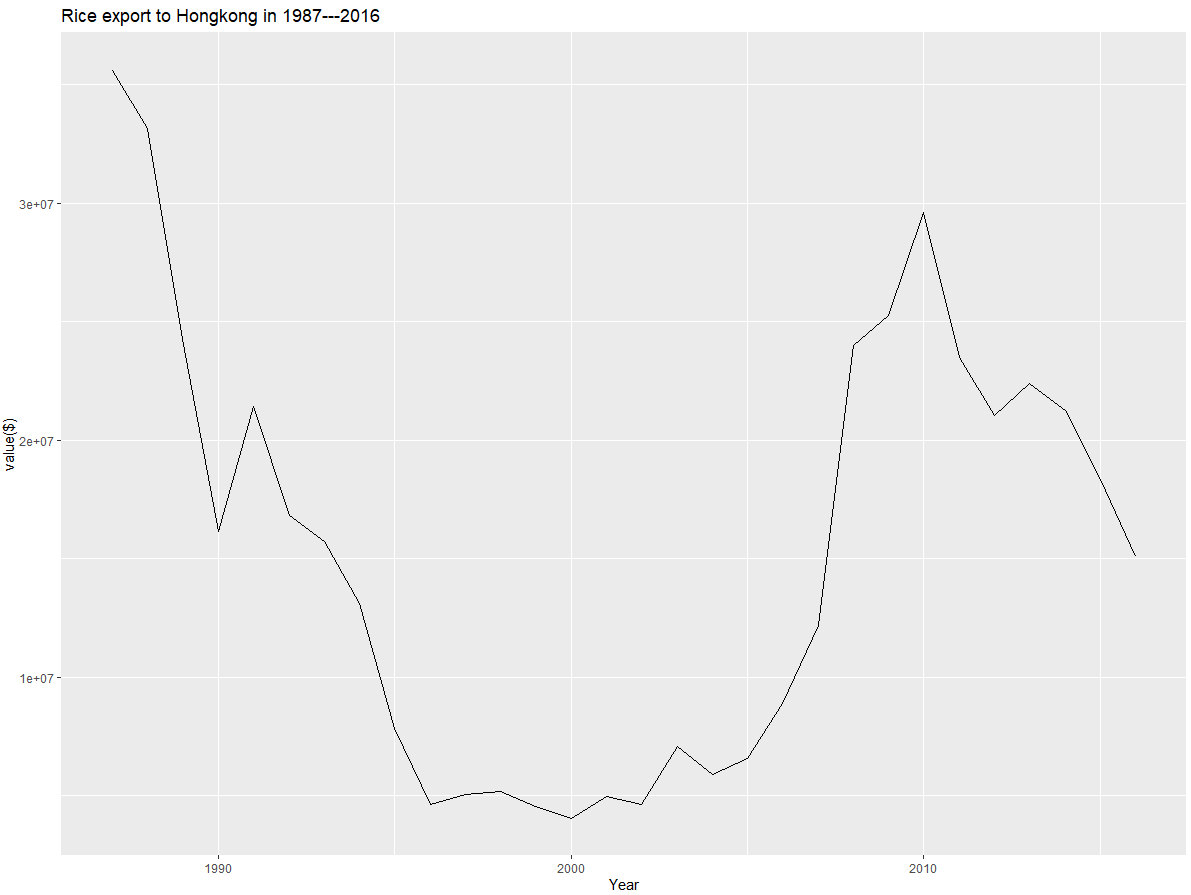 Rice export to Hongkong in 1987---2016
value($)
3e+07
2e+07
1e+07
1990
2000
2010
Year